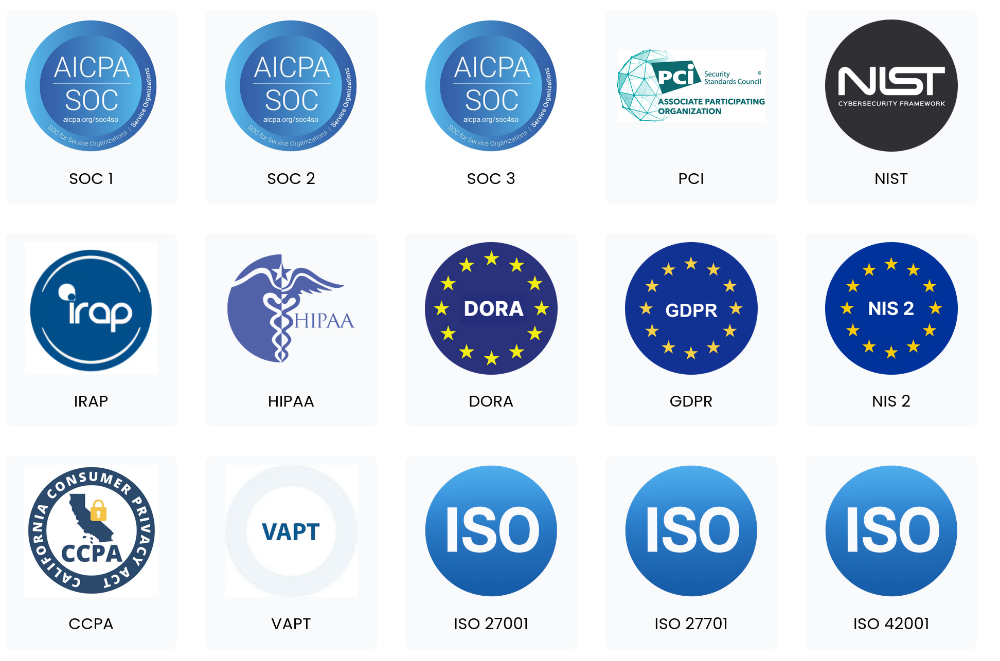 AICPA
SOC
aicpa.org/soc4so
SOC for Service Organizations | Service Organizations
SOC 1
AICPA
SOC
aicpa.org/soc4so
SOC for Service Organizations | Service Organizations
SOC 2
AICPA
SOC
aicpa.org/soc4so
SOC for Service Organizations | Service Organizations
SOC 3
PCi Security
Standards Council ®
ASSOCIATE PARTICIPATING
ORGANIZATION
PCI
NIST
CYBERSECURITY FRAMEWORK
NIST
irap
IRAP
HIPAA
HIPAA
DORA
DORA
GDPR
GDPR
NIS 2
NIS 2
CALIFORNIA CONSUMER PRIVACY ACT
CCPA
CCPA
VAPT
VAPT
ISO
ISO 27001
ISO
ISO 27701
ISO
ISO 42001